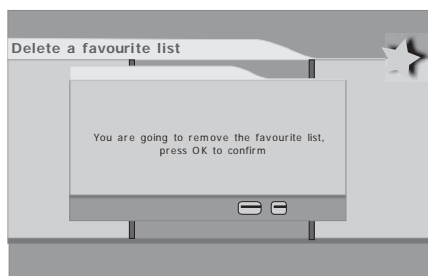 Delete a favourite list
You are going to remove the favourite list,
press OK to confirm